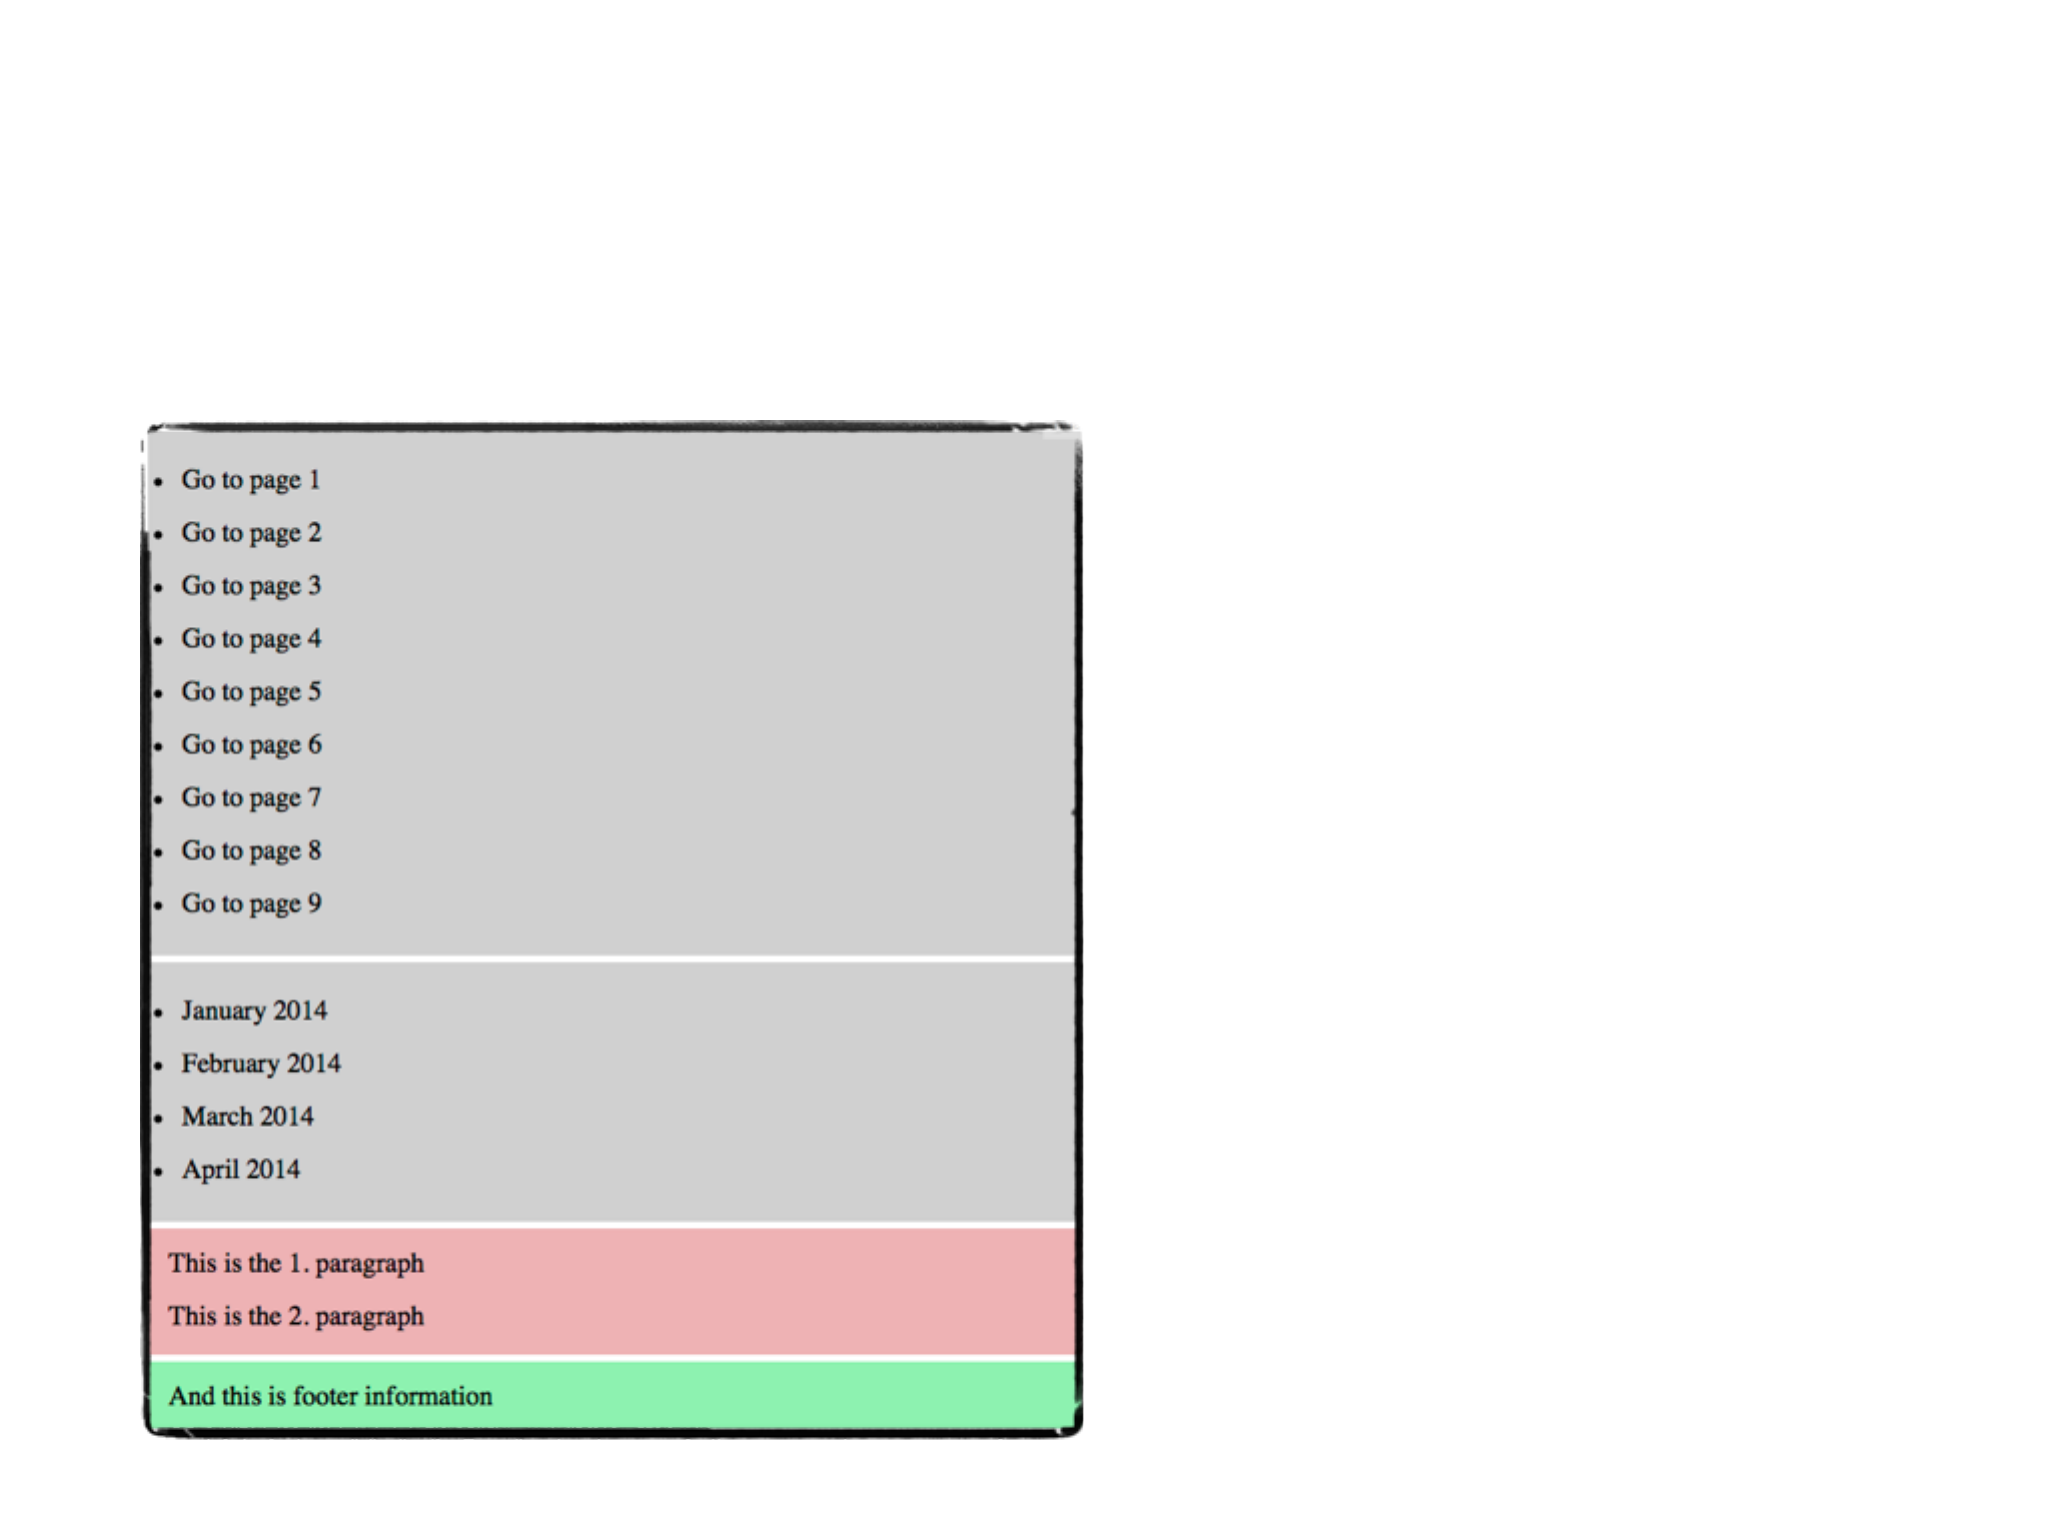 • Go to page 1
• Go to page 2
• Go to page 3
• Go to page 4
• Go to page 5
• Go to page 6
• Go to page 7
• Go to page 8
• Go to page 9
• January 2014
• February 2014
• March 2014
• April 2014
This is the 1. paragraph
This is the 2. paragraph
And this is footer information